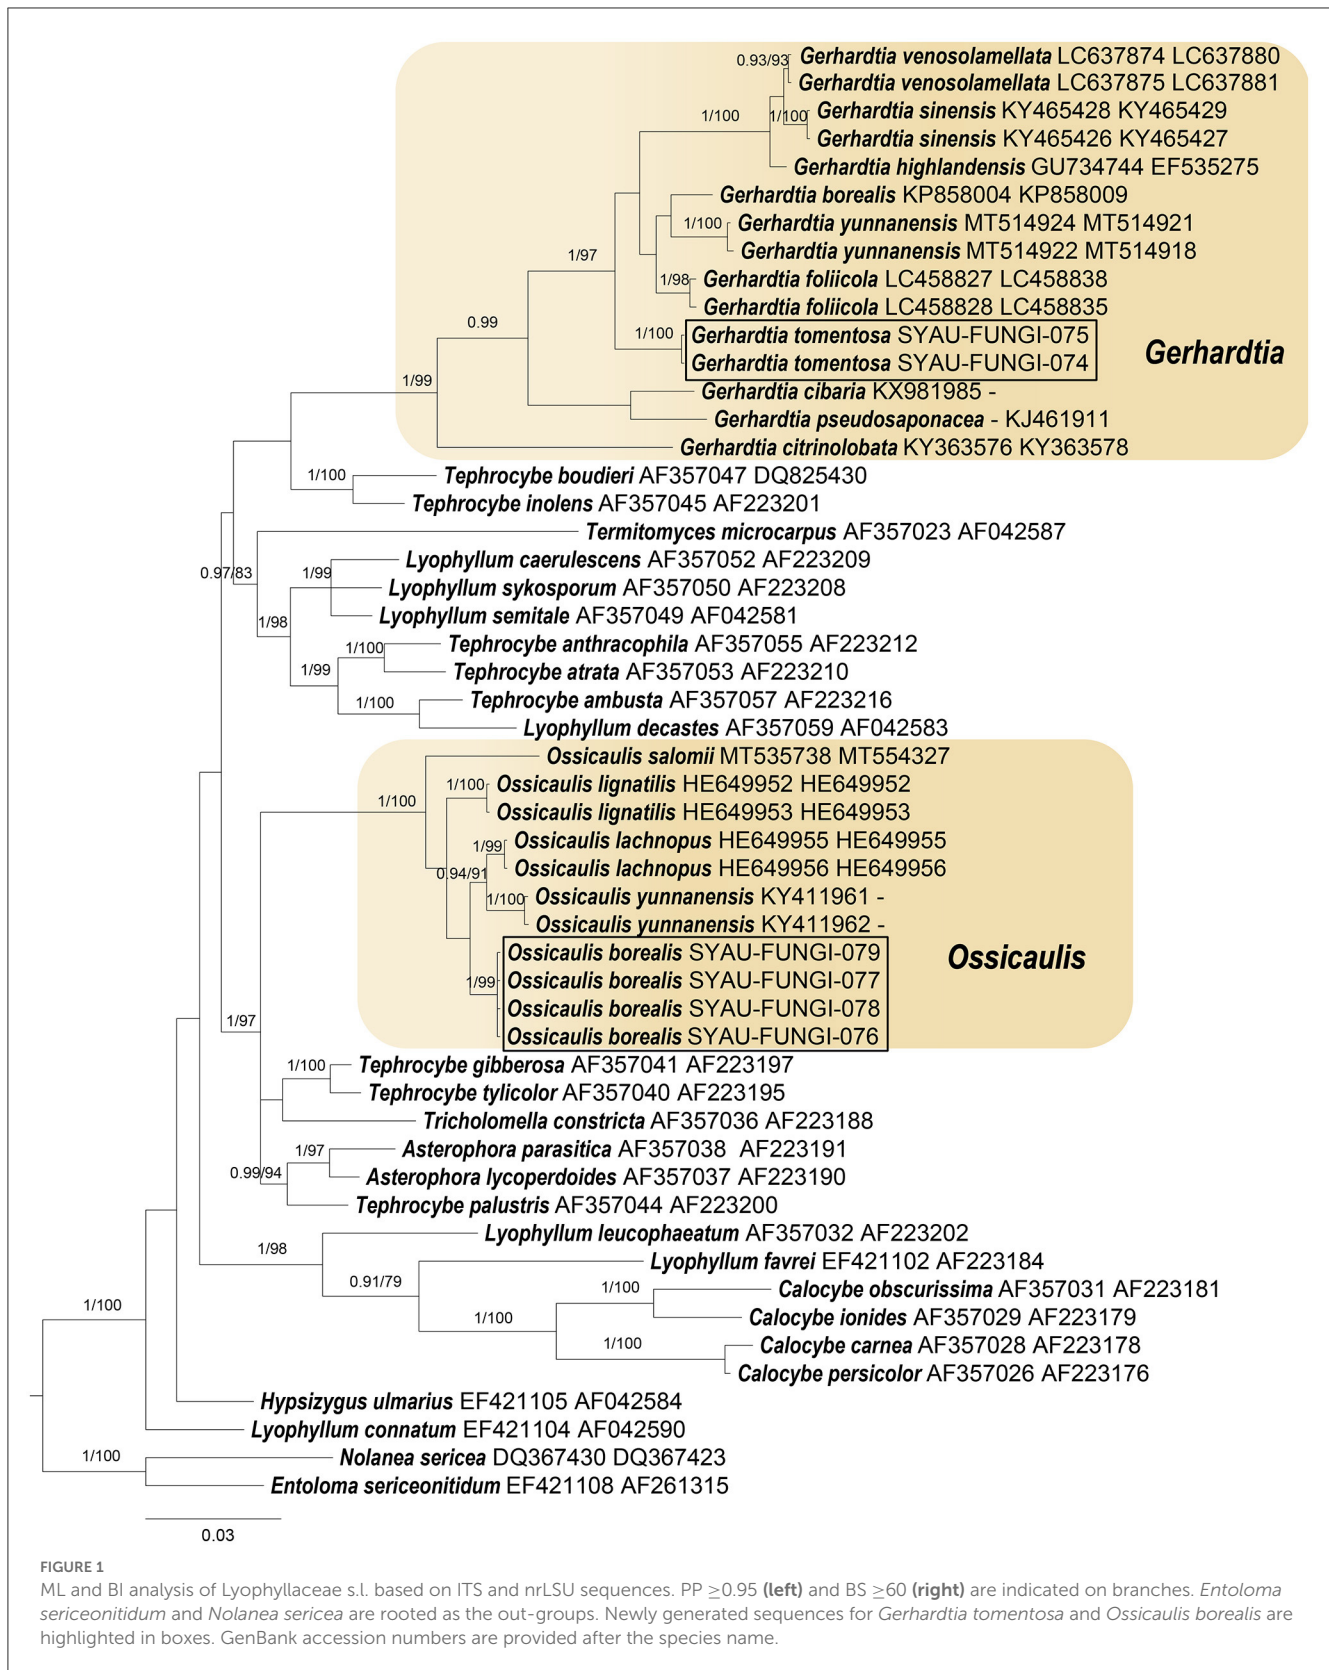 0.93/93
Gerhardtia venosolamellata LC637874 LC637880
Gerhardtia venosolamellata LC637875 LC637881
1/100
1/100
Gerhardtia sinensis KY465428 KY465429
Gerhardtia sinensis KY465426 KY465427
Gerhardtia highlandensis GU734744 EF535275
Gerhardtia borealis KP858004 KP858009
1/100
Gerhardtia yunnanensis MT514924 MT514921
Gerhardtia yunnanensis MT514922 MT514918
1/97
1/98
Gerhardtia foliicola LC458827 LC458838
Gerhardtia foliicola LC458828 LC458835
0.99
1/100
Gerhardtia tomentosa SYAU-FUNGI-075
Gerhardtia tomentosa SYAU-FUNGI-074
Gerhardtia
1/99
Gerhardtia cibaria KX981985 -
Gerhardtia pseudosaponacea - KJ461911
Gerhardtia citrinolobata KY363576 KY363578
1/100
Tephrocybe boudieri AF357047 DQ825430
Tephrocybe inolens AF357045 AF223201
Termitomyces microcarpus AF357023 AF042587
0.97/83
1/99
Lyophyllum caerulescens AF357052 AF223209
Lyophyllum sykosporum AF357050 AF223208
Lyophyllum semitale AF357049 AF042581
1/98
1/100
Tephrocybe anthracophila AF357055 AF223212
1/99
Tephrocybe atrata AF357053 AF223210
1/100
Tephrocybe ambusta AF357057 AF223216
Lyophyllum decastes AF357059 AF042583
Ossicaulis salomii MT535738 MT554327
1/100
1/100
Ossicaulis lignatilis HE649952 HE649952
Ossicaulis lignatilis HE649953 HE649953
1/99
Ossicaulis lachnopus HE649955 HE649955
Ossicaulis lachnopus HE649956 HE649956
0.94/91
1/100
Ossicaulis yunnanensis KY411961 -
Ossicaulis yunnanensis KY411962 -
Ossicaulis borealis SYAU-FUNGI-079
Ossicaulis
1/99
Ossicaulis borealis SYAU-FUNGI-077
Ossicaulis borealis SYAU-FUNGI-078
Ossicaulis borealis SYAU-FUNGI-076
1/97
1/100
Tephrocybe gibberosa AF357041 AF223197
Tephrocybe tylicolor AF357040 AF223195
Tricholomella constricta AF357036 AF223188
1/97
Asterophora parasitica AF357038 AF223191
0.99/94
Asterophora lycoperdoides AF357037 AF223190
Tephrocybe palustris AF357044 AF223200
1/98
Lyophyllum leucophaeatum AF357032 AF223202
0.91/79
Lyophyllum favrei EF421102 AF223184
1/100
Calocybe obscurissima AF357031 AF223181
1/100
1/100
Calocybe ionides AF357029 AF223179
1/100
Calocybe carnea AF357028 AF223178
Calocybe persicolor AF357026 AF223176
Hypsizygus ulmarius EF421105 AF042584
Lyophyllum connatum EF421104 AF042590
1/100
Nolanea sericea DQ367430 DQ367423
Entoloma sericeonitidum EF421108 AF261315
0.03
FIGURE 1
ML and BI analysis of Lyophyllaceae s.l. based on ITS and nrLSU sequences. PP ≥0.95 (left) and BS ≥60 (right) are indicated on branches. Entoloma
sericeonitidum and Nolanea sericea are rooted as the out-groups. Newly generated sequences for Gerhardtia tomentosa and Ossicaulis borealis are
highlighted in boxes. GenBank accession numbers are provided after the species name.